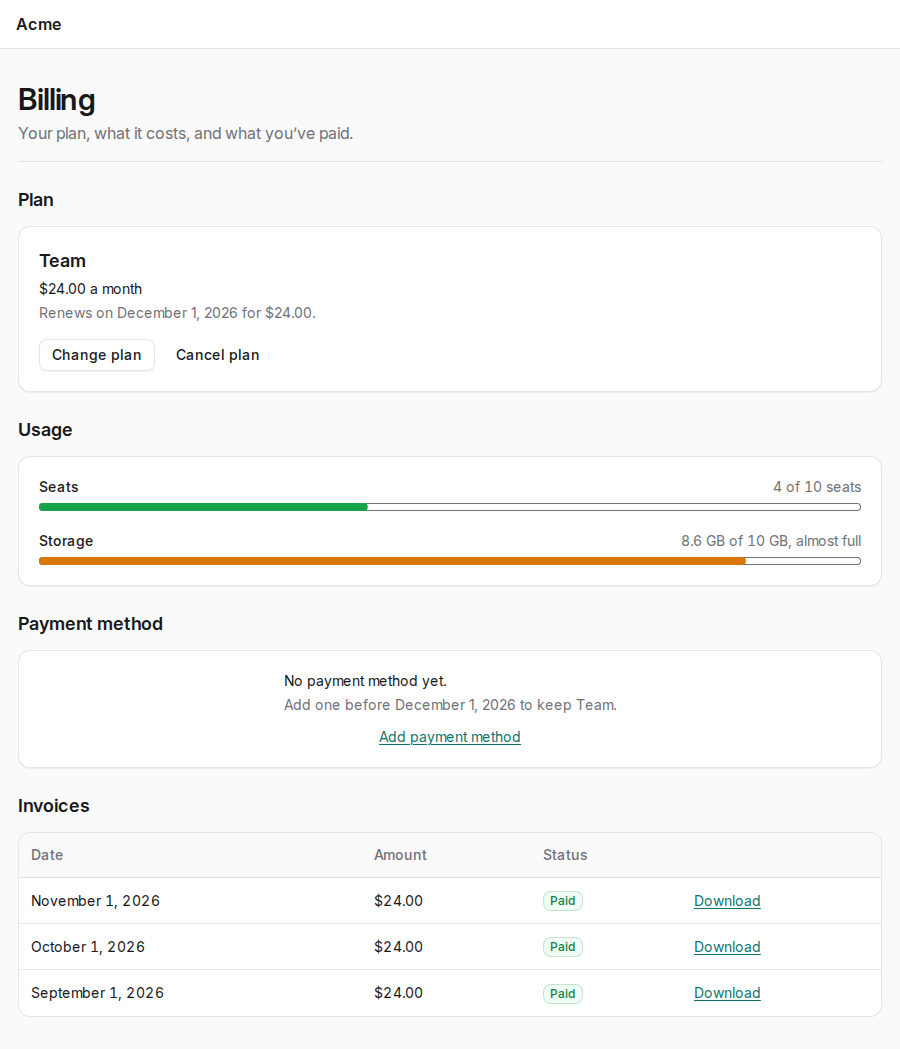 Acme
Billing
Your plan, what it costs, and what you’ve paid.
Plan
Team
$24.00 a month
Renews on December 1, 2026 for $24.00.
Change plan Cancel plan
Usage
Seats 4 of 10 seats
Storage 8.6 GB of 10 GB, almost full
Payment method
No payment method yet.
Add one before December 1, 2026 to keep Team.
Add payment method
Invoices
Date Amount Status
November 1, 2026 $24.00 Paid Download
October 1, 2026 $24.00 Paid Download
September 1, 2026 $24.00 Paid Download